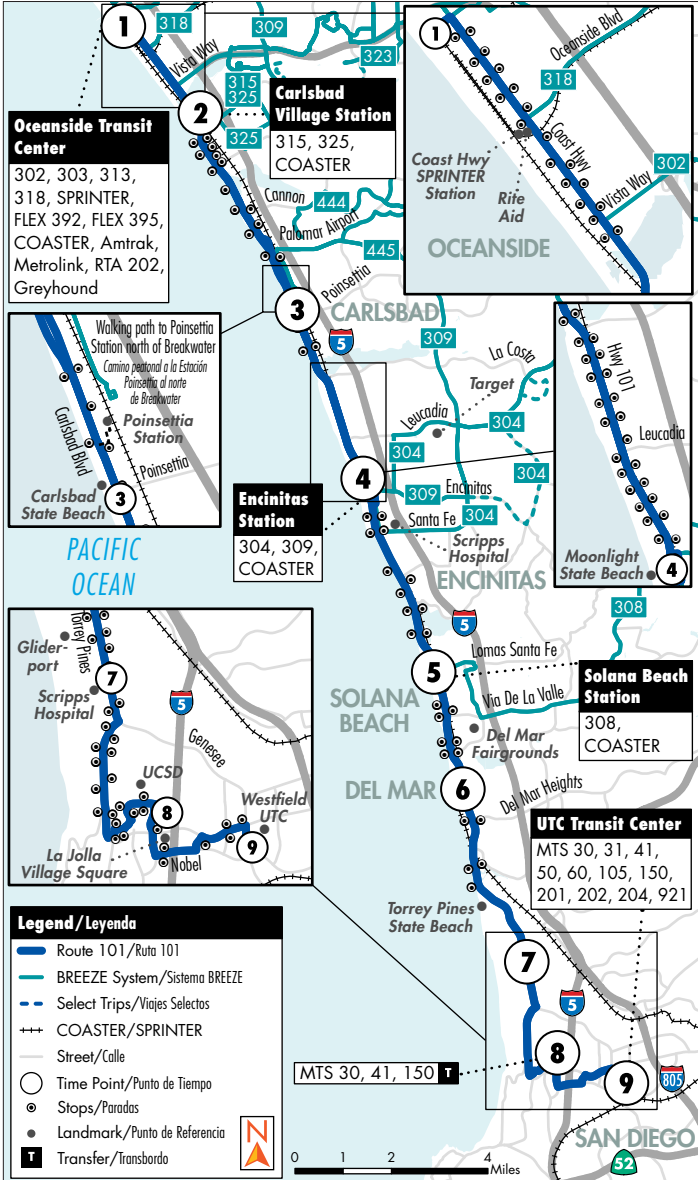 1
318
309
323
Vista Way
315
325
2
325
Carlsbad
Village Station
315, 325,
COASTER
Oceanside Transit
Center
302, 303, 313,
318, SPRINTER,
FLEX 392, FLEX 395,
COASTER, Amtrak,
Metrolink, RTA 202,
Greyhound
Cannon
444
Palomar Airport
445
1
Oceanside Blvd
318
Coast Hwy
Coast Hwy
SPRINTER
Station
Rite
Aid
Vista Way
302
OCEANSIDE
3
Poinsettia
CARLSBAD
5
309
La Costa
Target
Leucadia
304
304
304
4
309
Encinitas
Santa Fe
304
Scripps
Hospital
ENCINITAS
Encinitas
Station
304, 309,
COASTER
Walking path to Poinsettia
Station north of Breakwater
Camino peatonal a la Estación
Poinsettia al norte
de Breakwater
Poinsettia
Station
Carlsbad Blvd
Poinsettia
Carlsbad
State Beach
3
Hwy 101
Leucadia
Moonlight
State Beach
4
PACIFIC
OCEAN
308
5
5
Lomas Santa Fe
Via De La Valle
SOLANA
BEACH
Solana Beach
Station
308,
COASTER
Del Mar
Fairgrounds
DEL MAR
6
Del Mar Heights
Torrey Pines
Glider-
port
7
Scripps
Hospital
5
Genesee
UCSD
8
Westfield
UTC
9
La Jolla
Village Square
Nobel
UTC Transit Center
MTS 30, 31, 41,
50, 60, 105, 150,
201, 202, 204, 921
Torrey Pines
State Beach
7
5
8
9
805
MTS 30, 41, 150 T
SAN DIEGO
52
Legend/Leyenda
Route 101/Ruta 101
BREEZE System/Sistema BREEZE
Select Trips/Viajes Selectos
COASTER/SPRINTER
Street/Calle
Time Point/Punto de Tiempo
Stops/Paradas
Landmark/Punto de Referencia
T Transfer/Transbordo
N
0 1 2 4
Miles